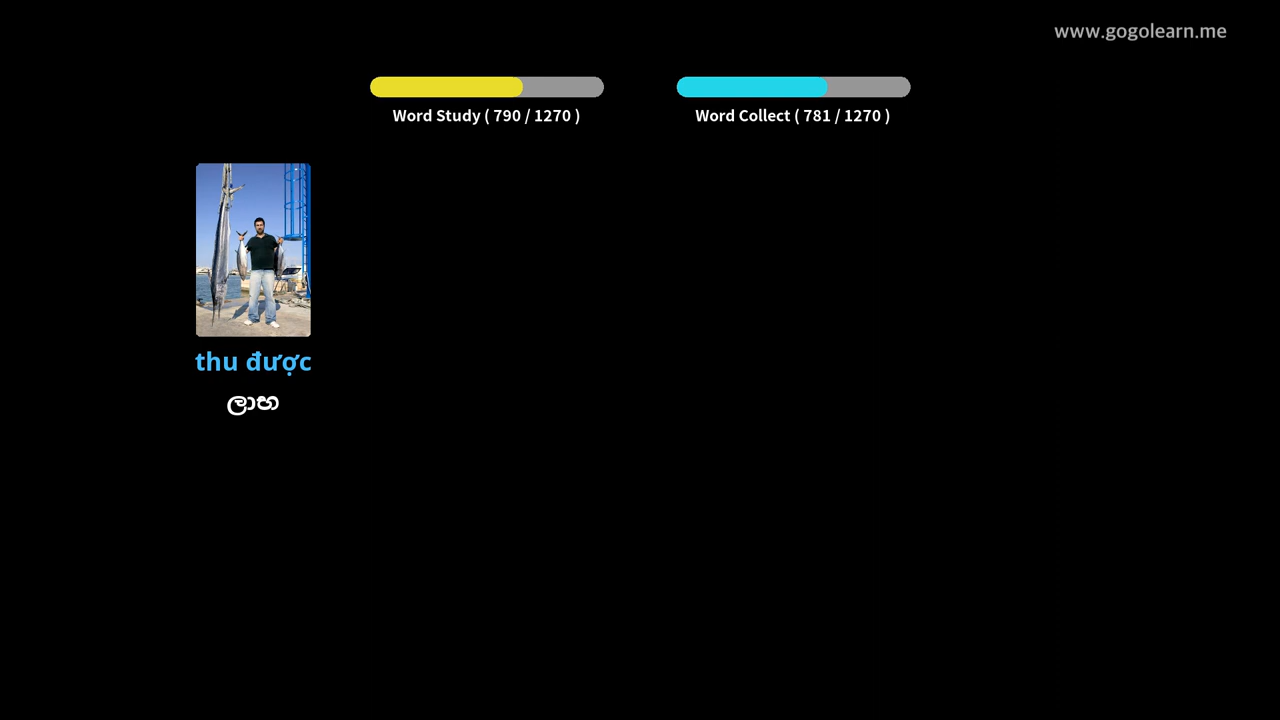 www.gogolearn.me
Word Study ( 790 / 1270 )
Word Collect ( 781 / 1270 )
thu được
ලාභ